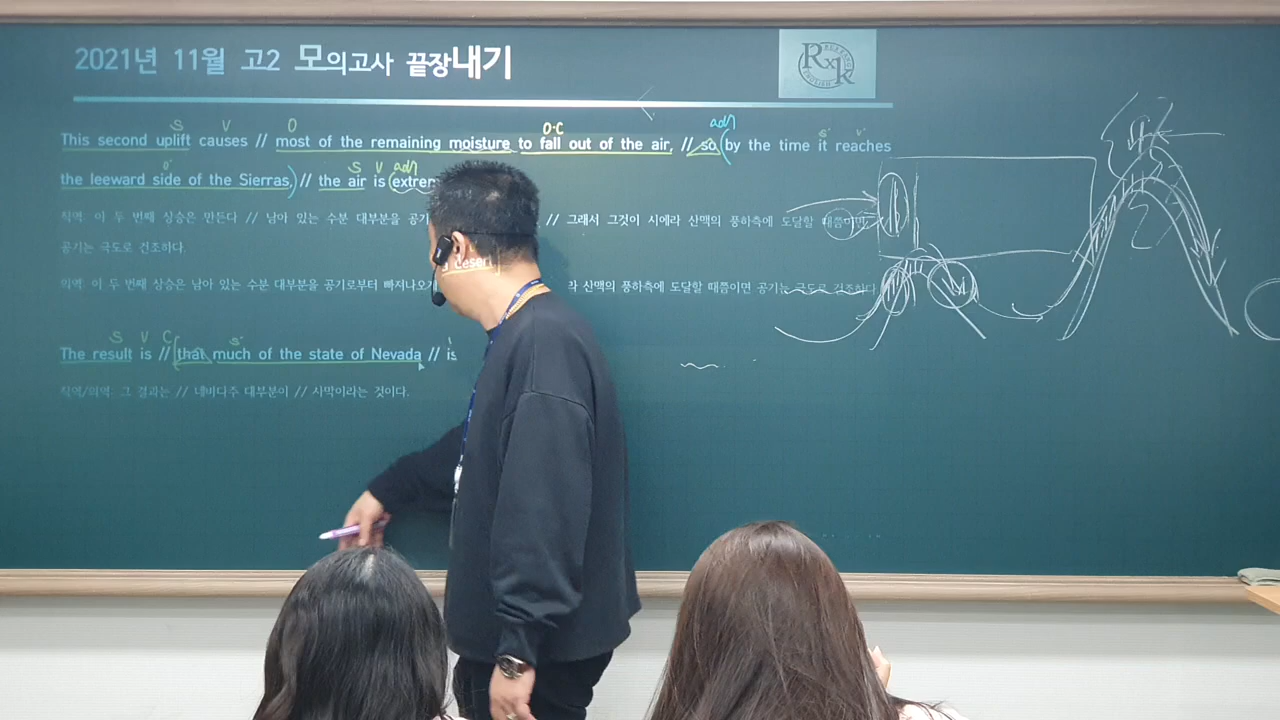 2021년 11월 고2 모의고사 끝장내기
RxK
S V O O·C adv S' V'
This second uplift causes // most of the remaining moisture to fall out of the air, // so (by the time it reaches
O' S V adv
the leeward side of the Sierras,) // the air is (extrem
직역: 이 두 번째 상승은 만든다 // 남아 있는 수분 대부분을 공기 // 그래서 그것이 시에라 산맥의 풍하측에 도달할 때쯤이면
공기는 극도로 건조하다.
의역: 이 두 번째 상승은 남아 있는 수분 대부분을 공기로부터 빠져나오 산맥의 풍하측에 도달할 때쯤이면 공기는 극도로 건조하다
desert
S V C S'
The result is // [that much of the state of Nevada // is
직역/의역: 그 결과는 // 네바다주 대부분이 // 사막이라는 것이다.